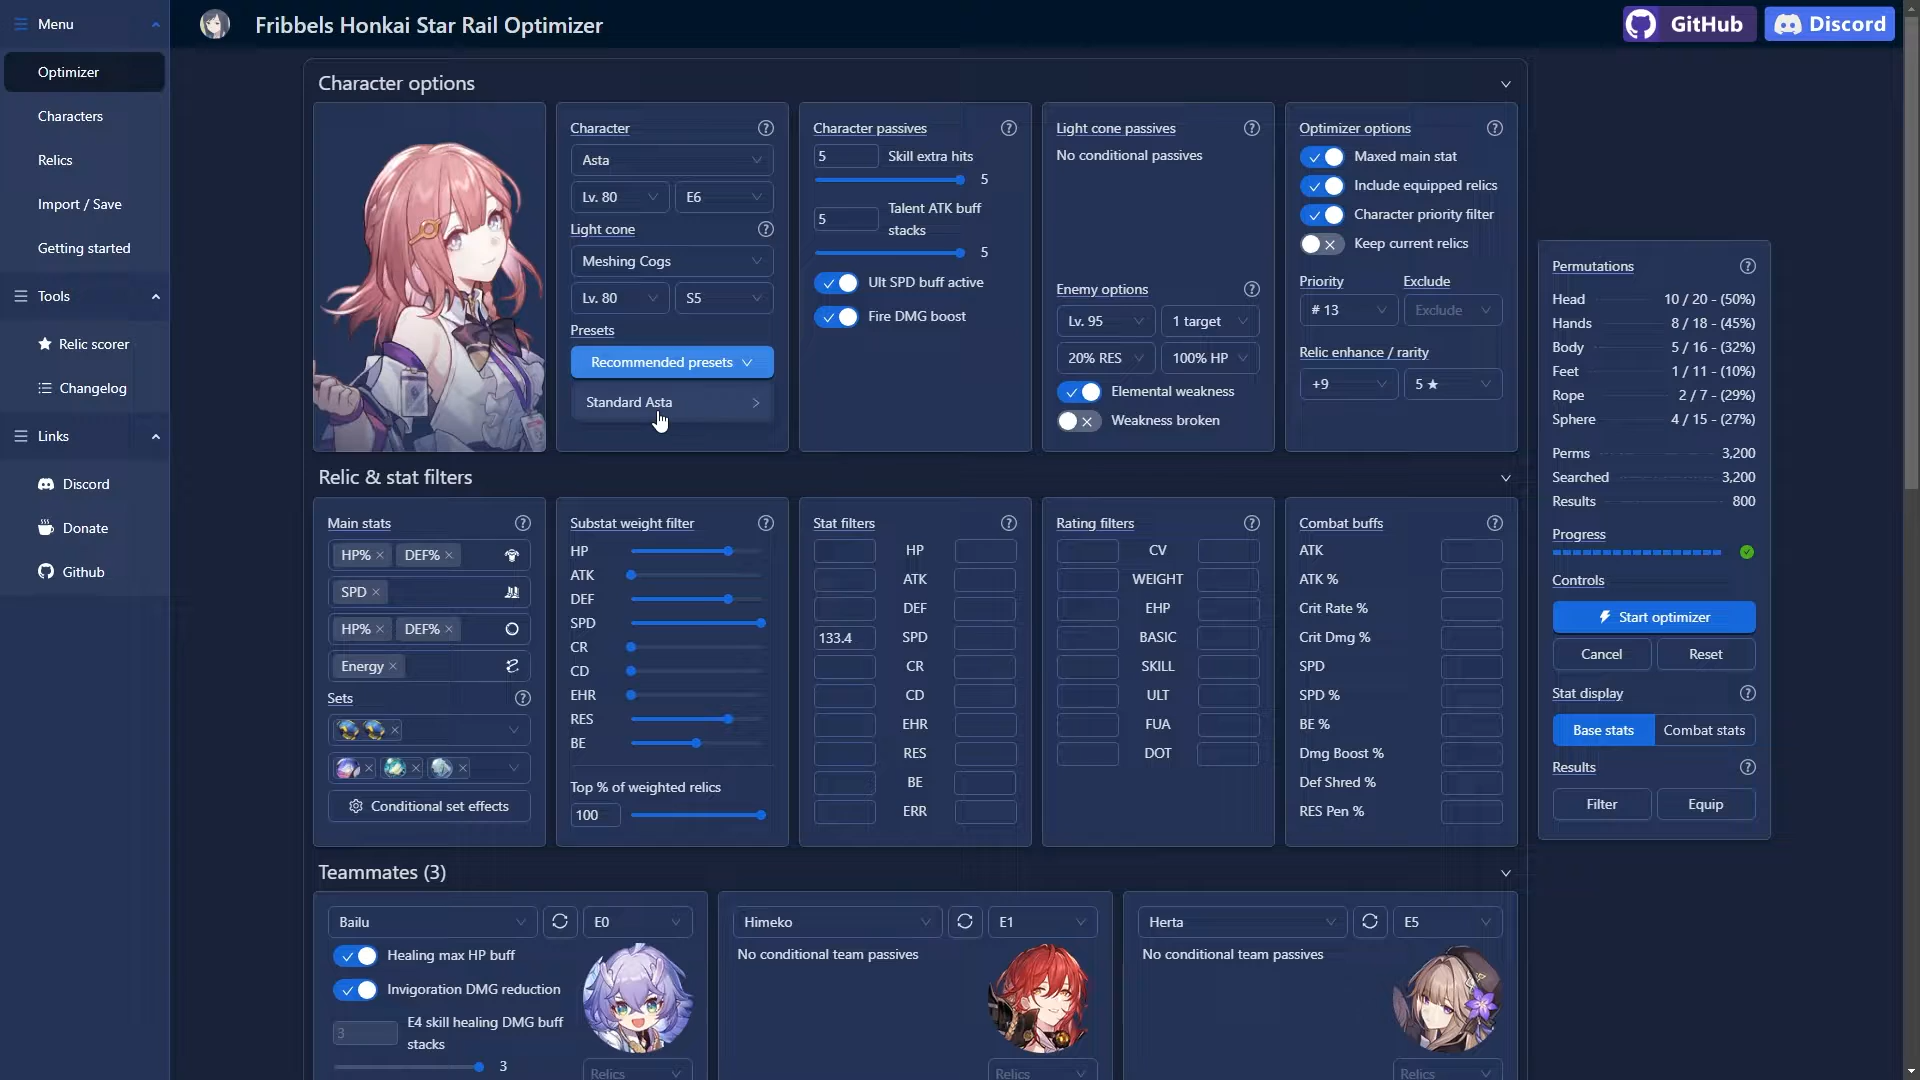 Menu
Fribbels Honkai Star Rail Optimizer
GitHub
Discord
Optimizer
Characters
Relics
Import / Save
Getting started
Tools
Relic scorer
Changelog
Links
Discord
Donate
Github
Character options
Character
Asta
Lv. 80
E6
Light cone
Meshing Cogs
Lv. 80
S5
Presets
Recommended presets
Standard Asta
Character passives
5
Skill extra hits
5
5
Talent ATK buff
stacks
5
Ult SPD buff active
Fire DMG boost
Light cone passives
No conditional passives
Enemy options
Lv. 95
1 target
20% RES
100% HP
Elemental weakness
Weakness broken
Optimizer options
Maxed main stat
Include equipped relics
Character priority filter
Keep current relics
Priority
Exclude
# 13
Exclude
Relic enhance / rarity
+9
5 ★
Permutations
Head 10 / 20 - (50%)
Hands 8 / 18 - (45%)
Body 5 / 16 - (32%)
Feet 1 / 11 - (10%)
Rope 2 / 7 - (29%)
Sphere 4 / 15 - (27%)
Perms 3,200
Searched 3,200
Results 800
Progress
Controls
Start optimizer
Cancel
Reset
Stat display
Base stats
Combat stats
Results
Filter
Equip
Relic & stat filters
Main stats
HP%
DEF%
SPD
HP%
DEF%
Energy
Sets
Conditional set effects
Substat weight filter
HP
ATK
DEF
SPD
CR
CD
EHR
RES
BE
Top % of weighted relics
100
Stat filters
HP
ATK
DEF
133.4 SPD
CR
CD
EHR
RES
BE
ERR
Rating filters
CV
WEIGHT
EHP
BASIC
SKILL
ULT
FUA
DOT
Combat buffs
ATK
ATK %
Crit Rate %
Crit Dmg %
SPD
SPD %
BE %
Dmg Boost %
Def Shred %
RES Pen %
Teammates (3)
Bailu
E0
Healing max HP buff
Invigoration DMG reduction
3
E4 skill healing DMG buff
stacks
3
Relics
Himeko
E1
No conditional team passives
Relics
Herta
E5
No conditional team passives
Relics